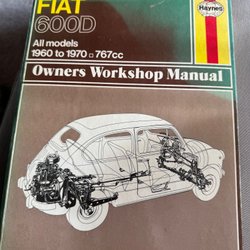 FIAT
600D
Haynes
All models
1960 to 1970 □ 767cc
Owners Workshop Manual